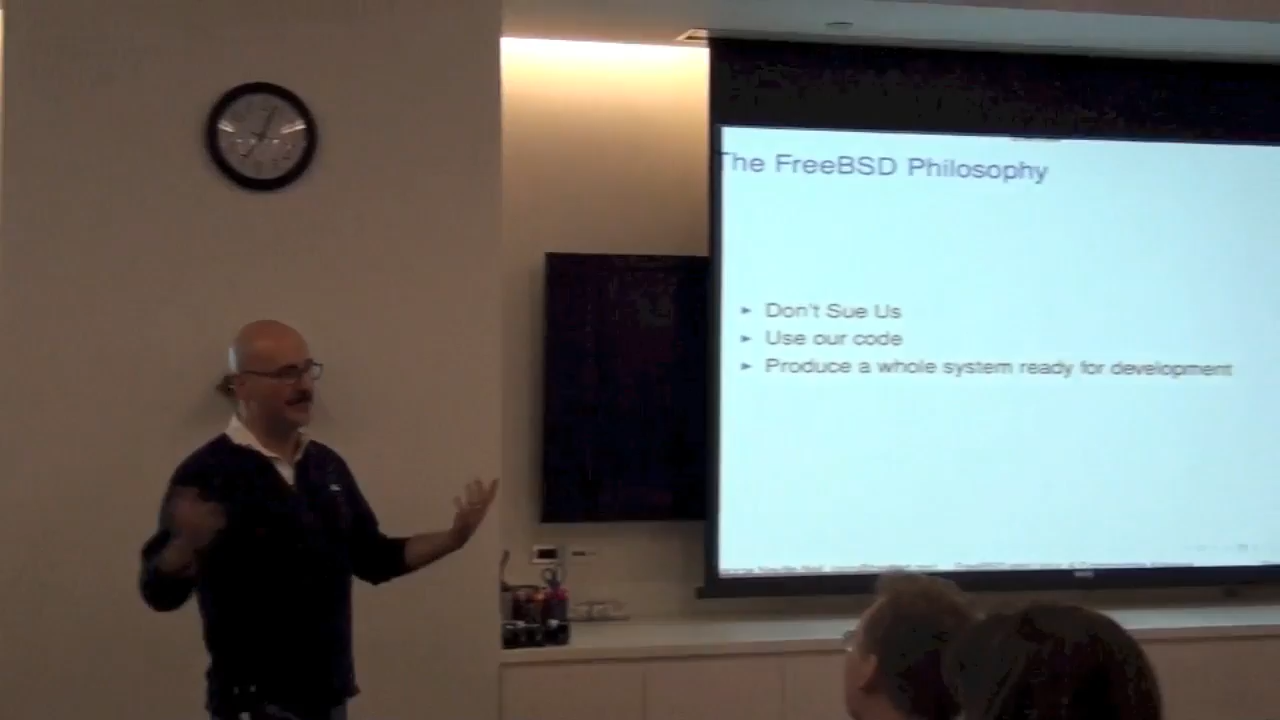 The FreeBSD Philosophy
► Don't Sue Us
► Use our code
► Produce a whole system ready for development